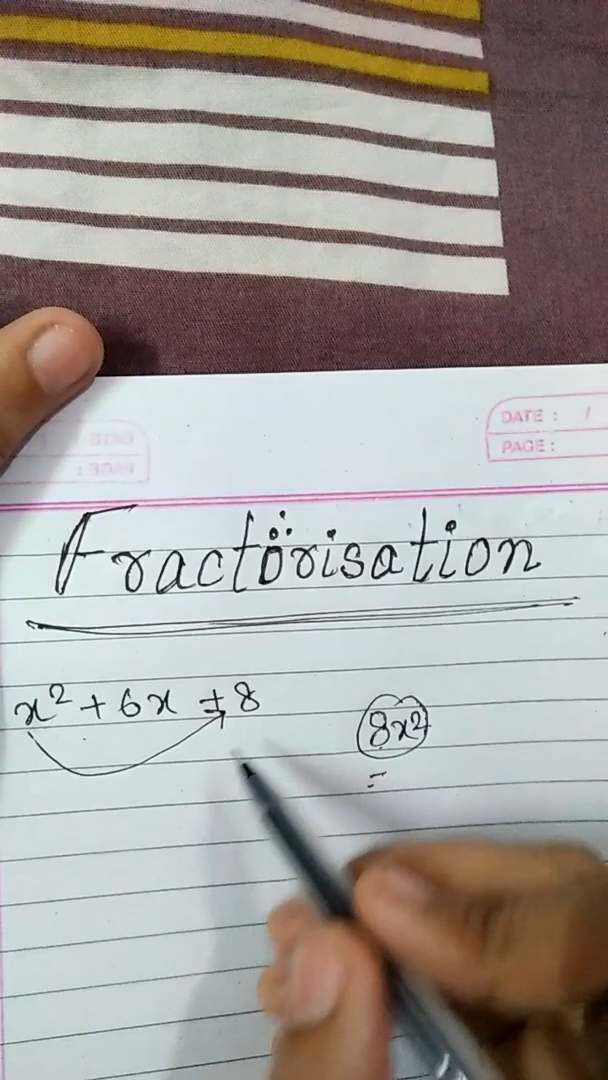 DATE : /
PAGE :
Fractorisation
x² + 6x + 8
8x²
=